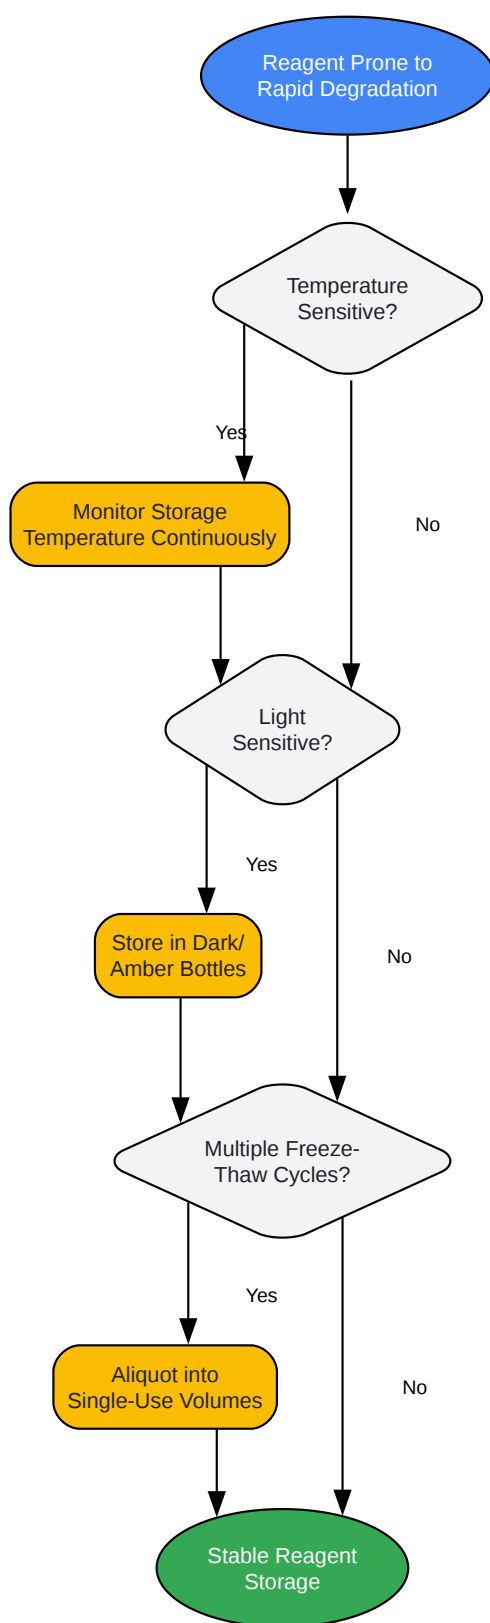 Reagent Prone to
Rapid Degradation
Temperature
Sensitive?
Yes
Monitor Storage
Temperature Continuously
No
Light
Sensitive?
Yes
Store in Dark/
Amber Bottles
No
Multiple Freeze-
Thaw Cycles?
Yes
Aliquot into
Single-Use Volumes
No
Stable Reagent
Storage